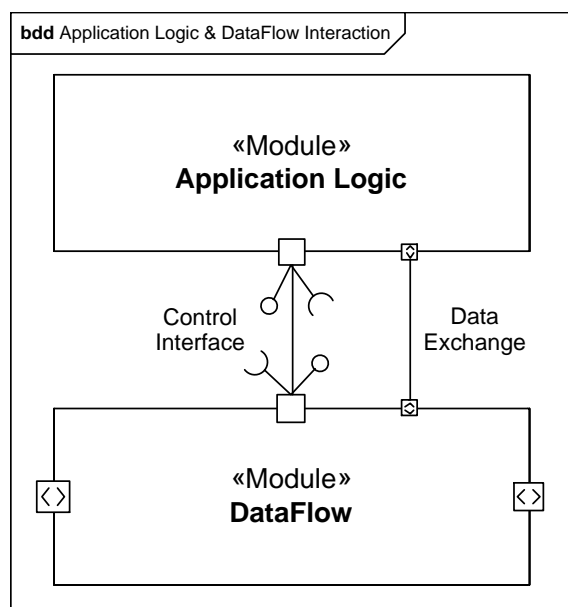 bdd Application Logic & DataFlow Interaction
«Module»
Application Logic
Control
Interface
Data
Exchange
«Module»
DataFlow